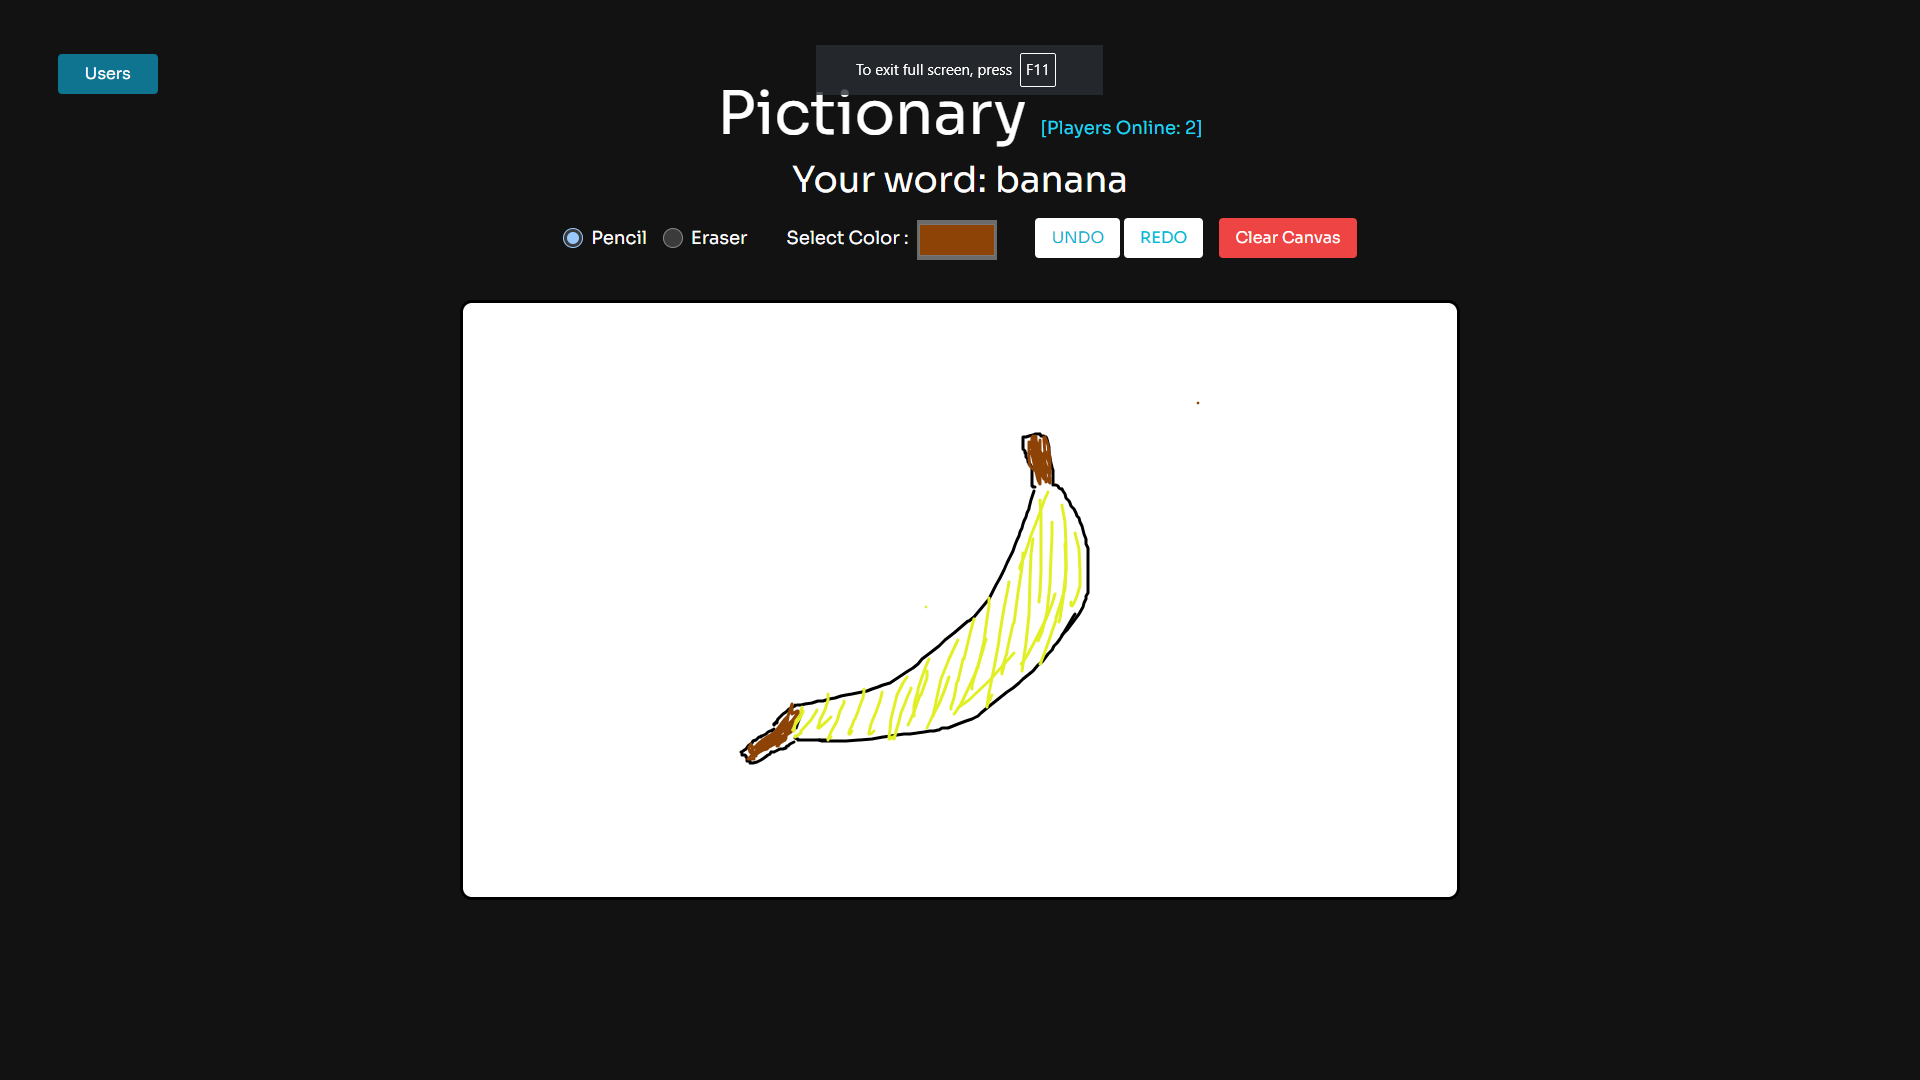 Users
To exit full screen, press F11
Pictionary [Players Online: 2]
Your word: banana
Pencil Eraser Select Color : UNDO REDO Clear Canvas